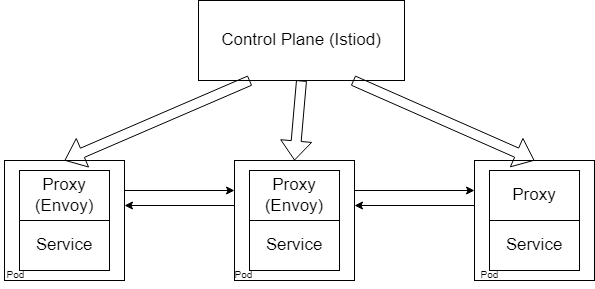 Control Plane (Istiod)
Proxy
(Envoy)
Service
Pod
Proxy
(Envoy)
Service
Pod
Proxy
Service
Pod